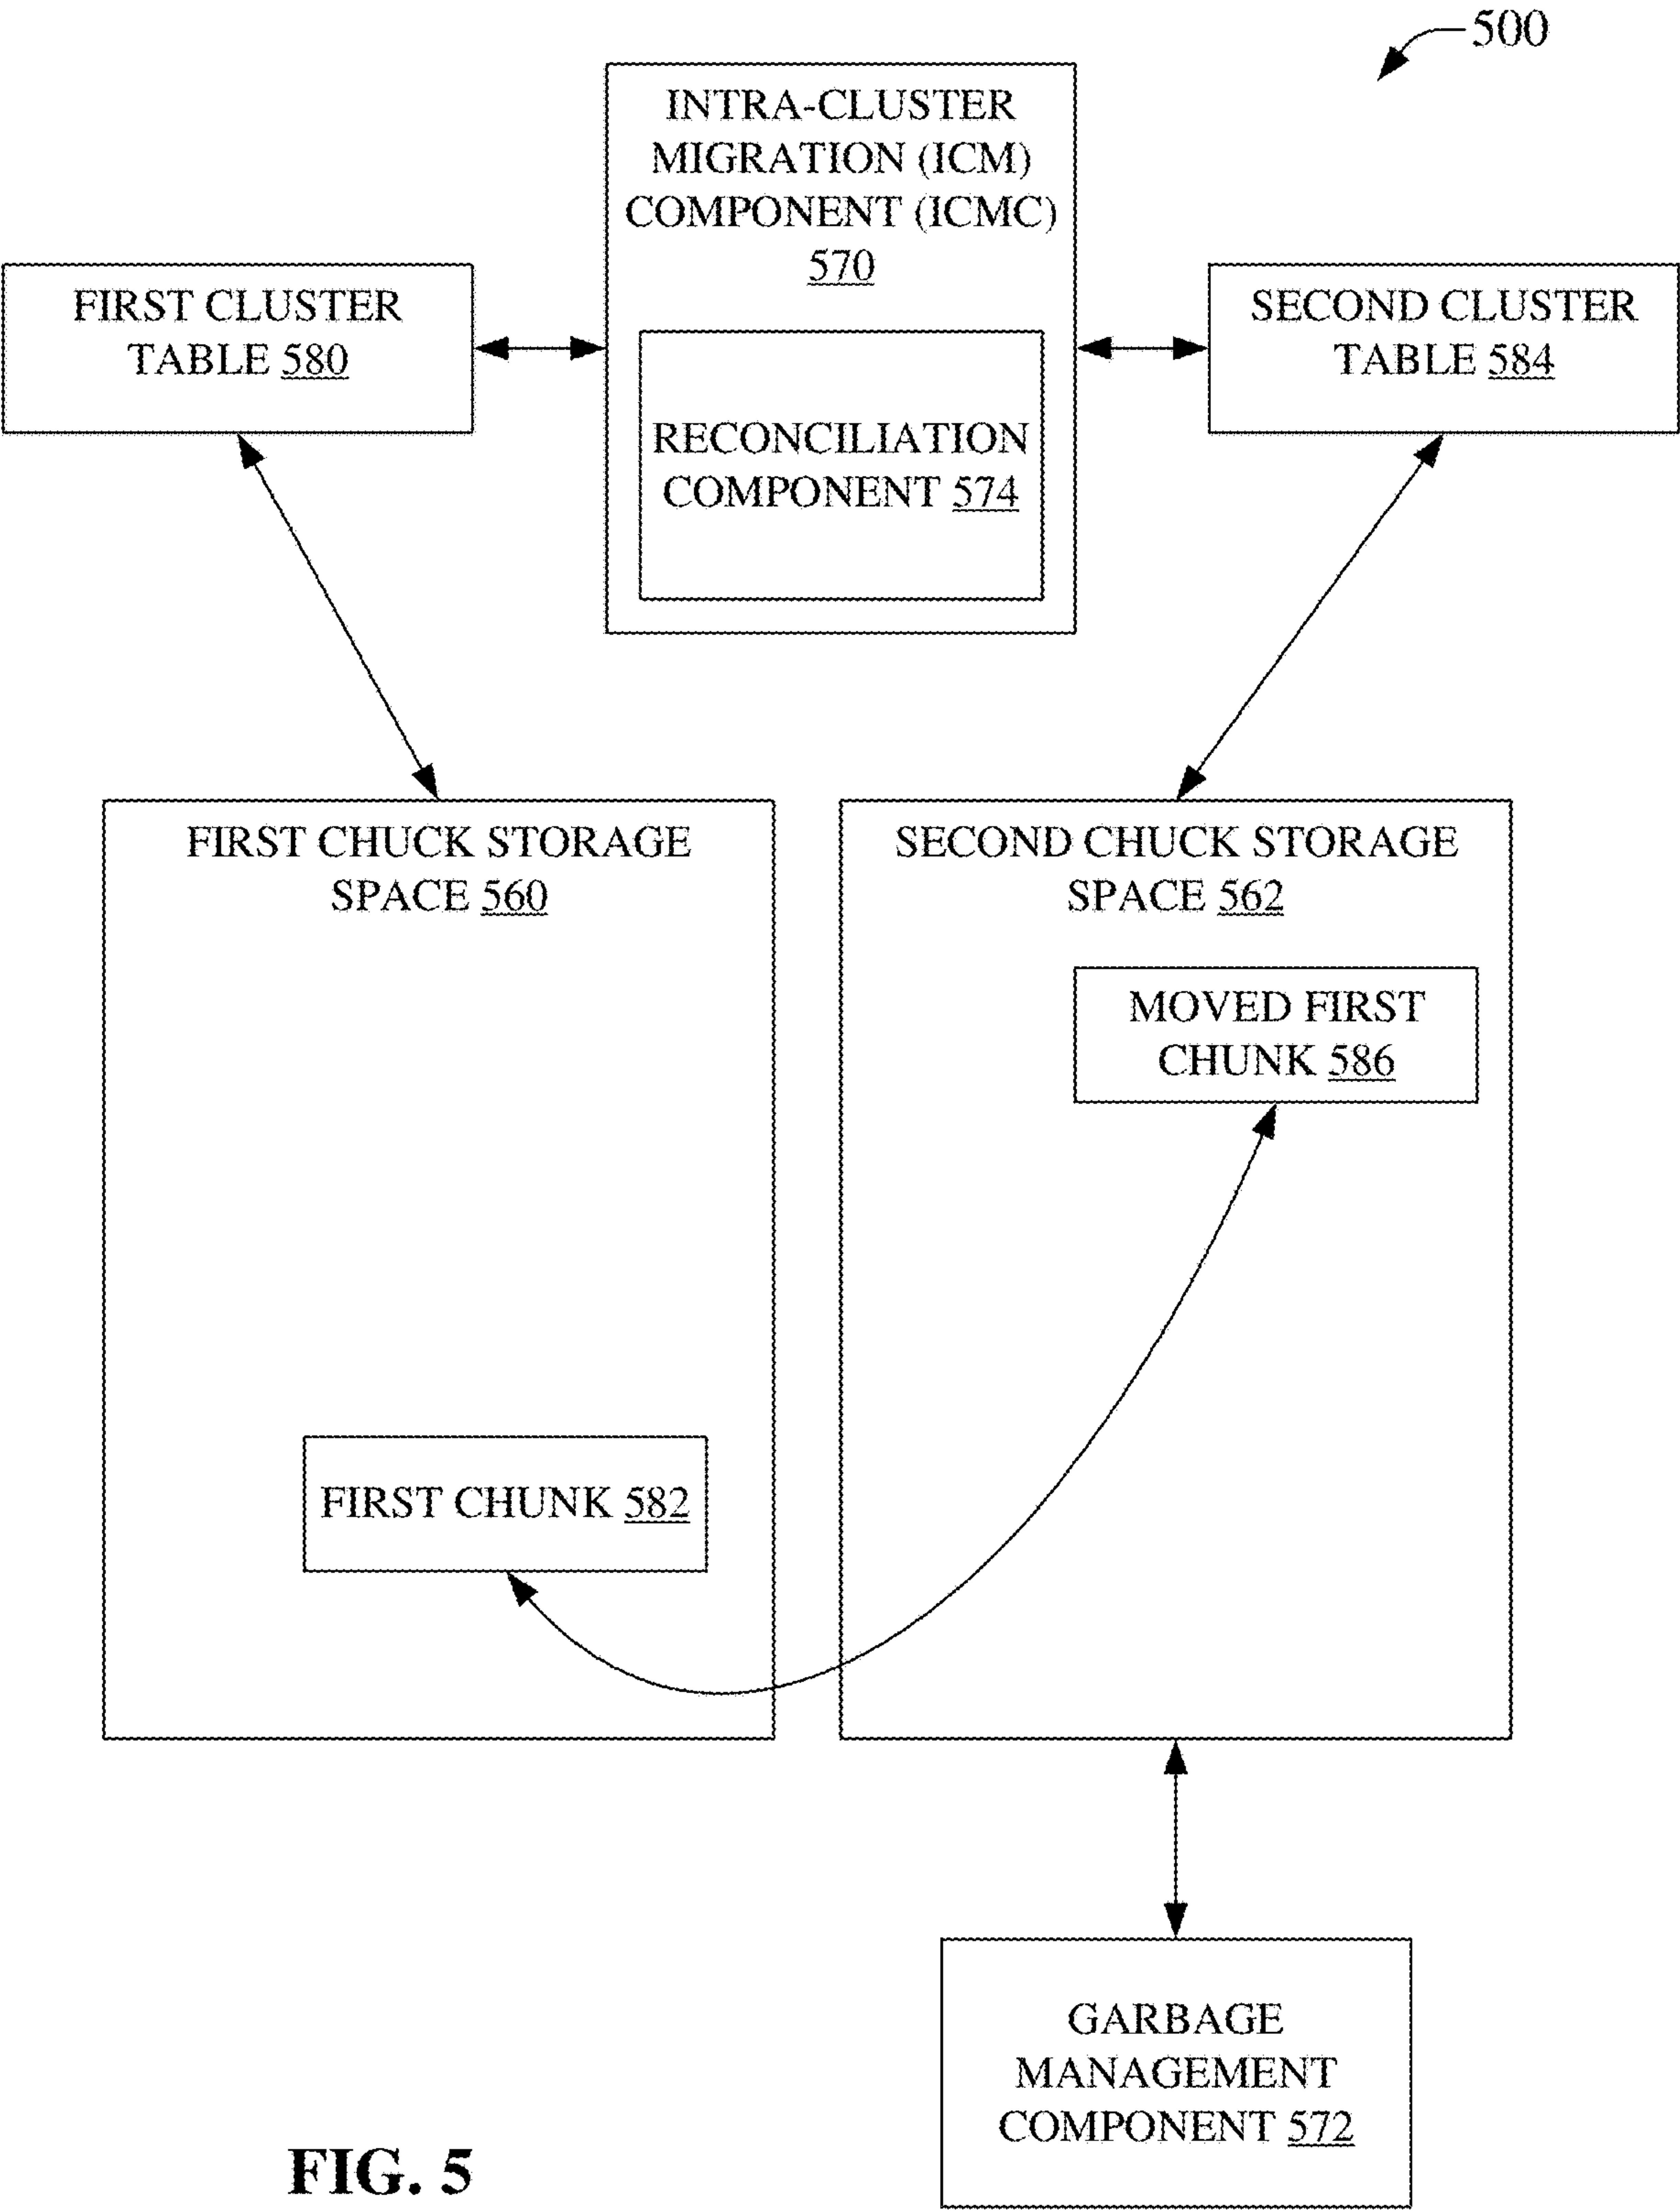 500
INTRA-CLUSTER
MIGRATION (ICM)
COMPONENT (ICMC)
570
FIRST CLUSTER
TABLE 580
SECOND CLUSTER
TABLE 584
RECONCILIATION
COMPONENT 574
FIRST CHUCK STORAGE
SPACE 560
SECOND CHUCK STORAGE
SPACE 562
MOVED FIRST
CHUNK 586
FIRST CHUNK 582
GARBAGE
MANAGEMENT
COMPONENT 572
FIG. 5